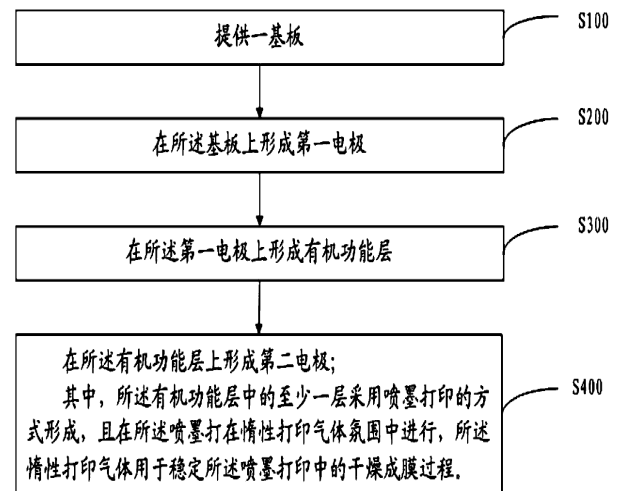 提供一基板
S100
在所述基板上形成第一电极
S200
在所述第一电极上形成有机功能层
S300
在所述有机功能层上形成第二电极;
其中，所述有机功能层中的至少一层采用喷墨打印的方
式形成，且在所述喷墨打在惰性打印气体氛围中进行，所述
惰性打印气体用于稳定所述喷墨打印中的干燥成膜过程。
S400